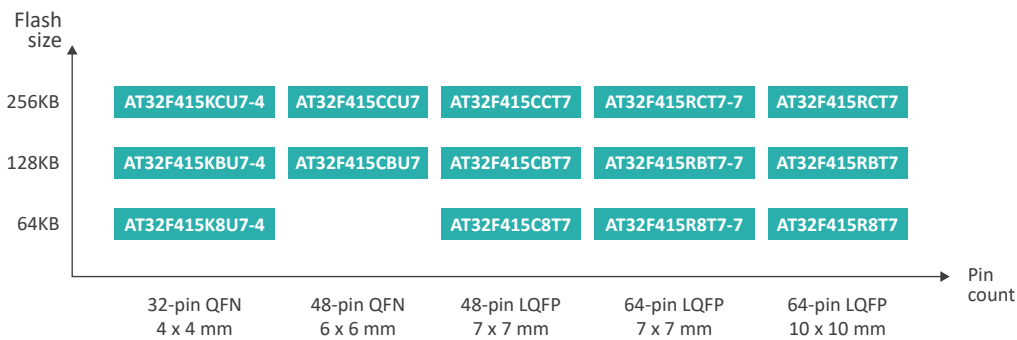 Flash
size
256KB AT32F415KCU7-4 AT32F415CCU7 AT32F415CCT7 AT32F415RCT7-7 AT32F415RCT7
128KB AT32F415KBU7-4 AT32F415CBU7 AT32F415CBT7 AT32F415RBT7-7 AT32F415RBT7
64KB AT32F415K8U7-4 AT32F415C8T7 AT32F415R8T7-7 AT32F415R8T7
Pin
count
32-pin QFN 48-pin QFN 48-pin LQFP 64-pin LQFP 64-pin LQFP
4 x 4 mm 6 x 6 mm 7 x 7 mm 7 x 7 mm 10 x 10 mm